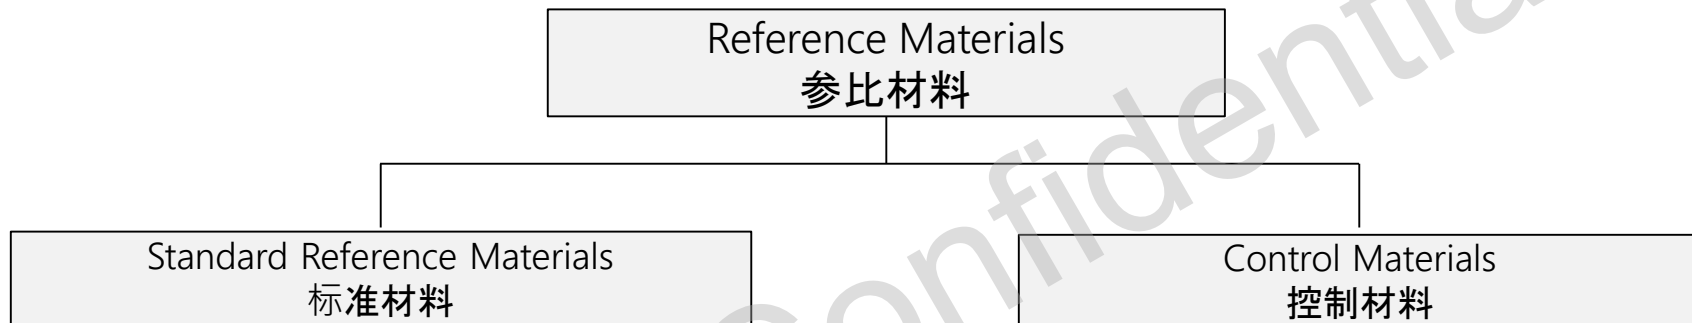 Reference Materials
参比材料
Standard Reference Materials
标准材料
Control Materials
控制材料
Confidential